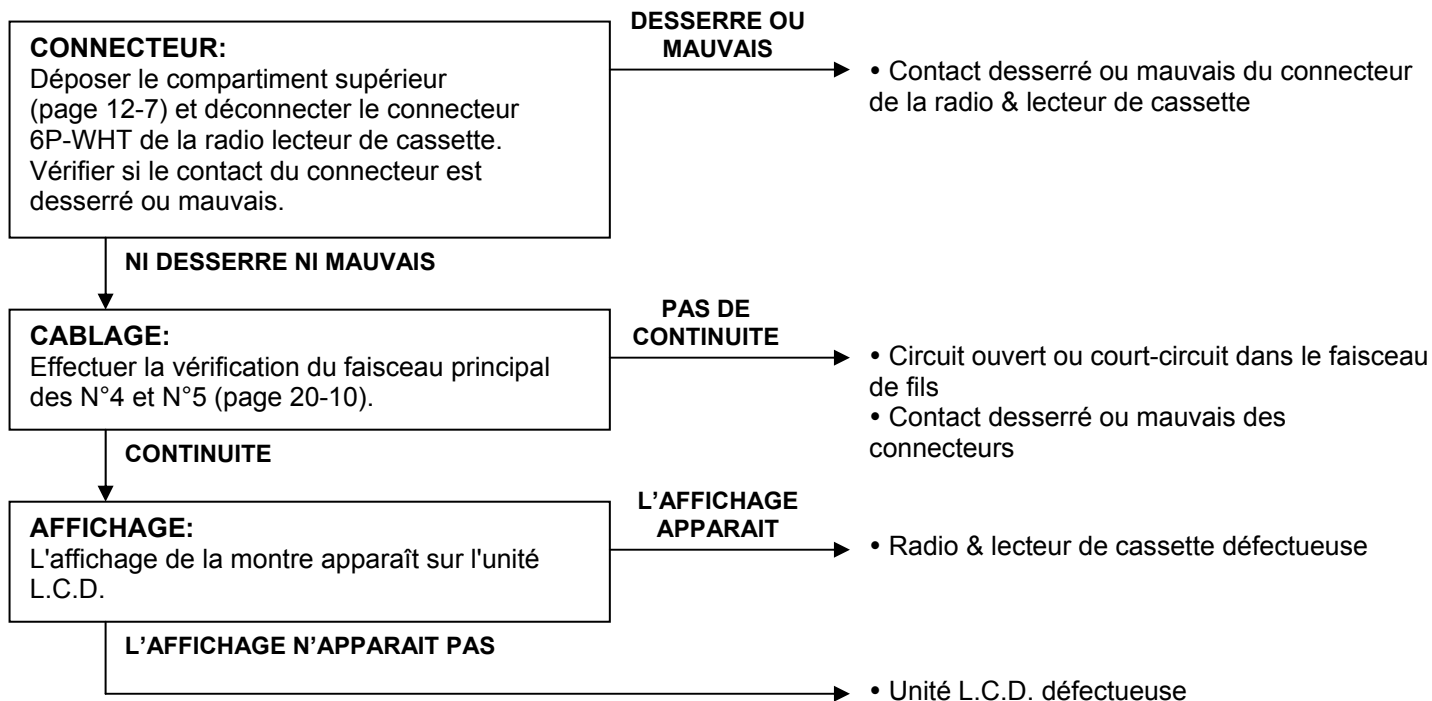 CONNECTEUR:
Déposer le compartiment supérieur
(page 12-7) et déconnecter le connecteur
6P-WHT de la radio lecteur de cassette.
Vérifier si le contact du connecteur est
desserré ou mauvais.
DESSERRE OU
MAUVAIS
• Contact desserré ou mauvais du connecteur
de la radio & lecteur de cassette
NI DESSERRE NI MAUVAIS
CABLAGE:
Effectuer la vérification du faisceau principal
des N°4 et N°5 (page 20-10).
PAS DE
CONTINUITE
• Circuit ouvert ou court-circuit dans le faisceau
de fils
• Contact desserré ou mauvais des
connecteurs
CONTINUITE
AFFICHAGE:
L'affichage de la montre apparaît sur l'unité
L.C.D.
L’AFFICHAGE
APPARAIT
• Radio & lecteur de cassette défectueuse
L’AFFICHAGE N’APPARAIT PAS
• Unité L.C.D. défectueuse